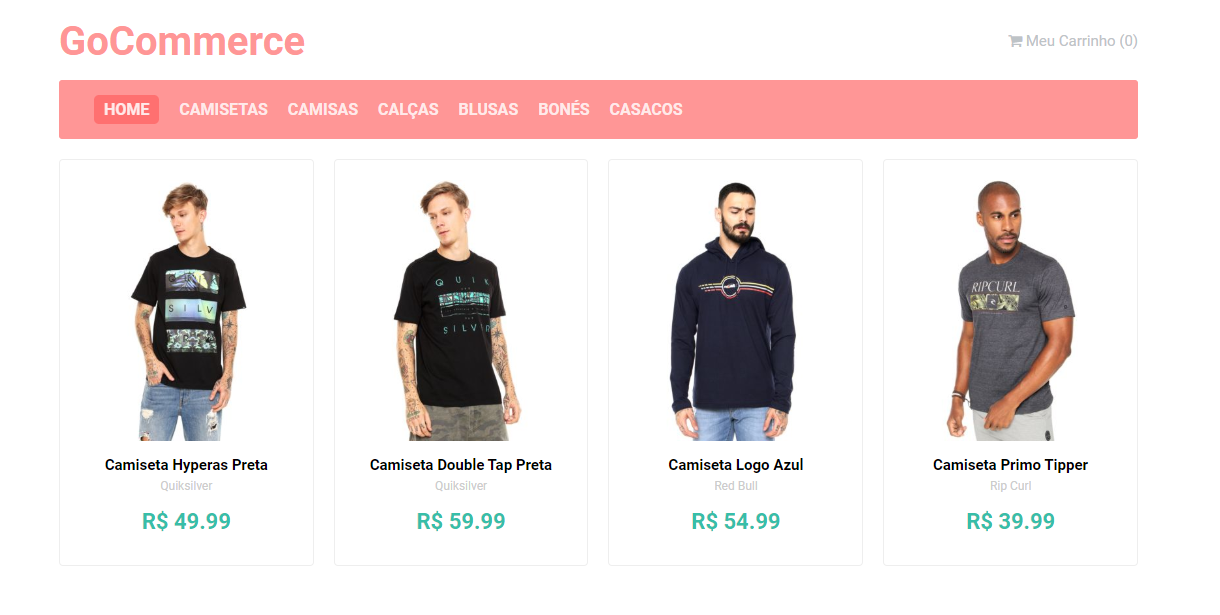 GoCommerce
Meu Carrinho (0)
HOME CAMISETAS CAMISAS CALÇAS BLUSAS BONÉS CASACOS
SILV
QUIK
SILV
RIPCURL
Camiseta Hyperas Preta
Quiksilver
R$ 49.99
Camiseta Double Tap Preta
Quiksilver
R$ 59.99
Camiseta Logo Azul
Red Bull
R$ 54.99
Camiseta Primo Tipper
Rip Curl
R$ 39.99